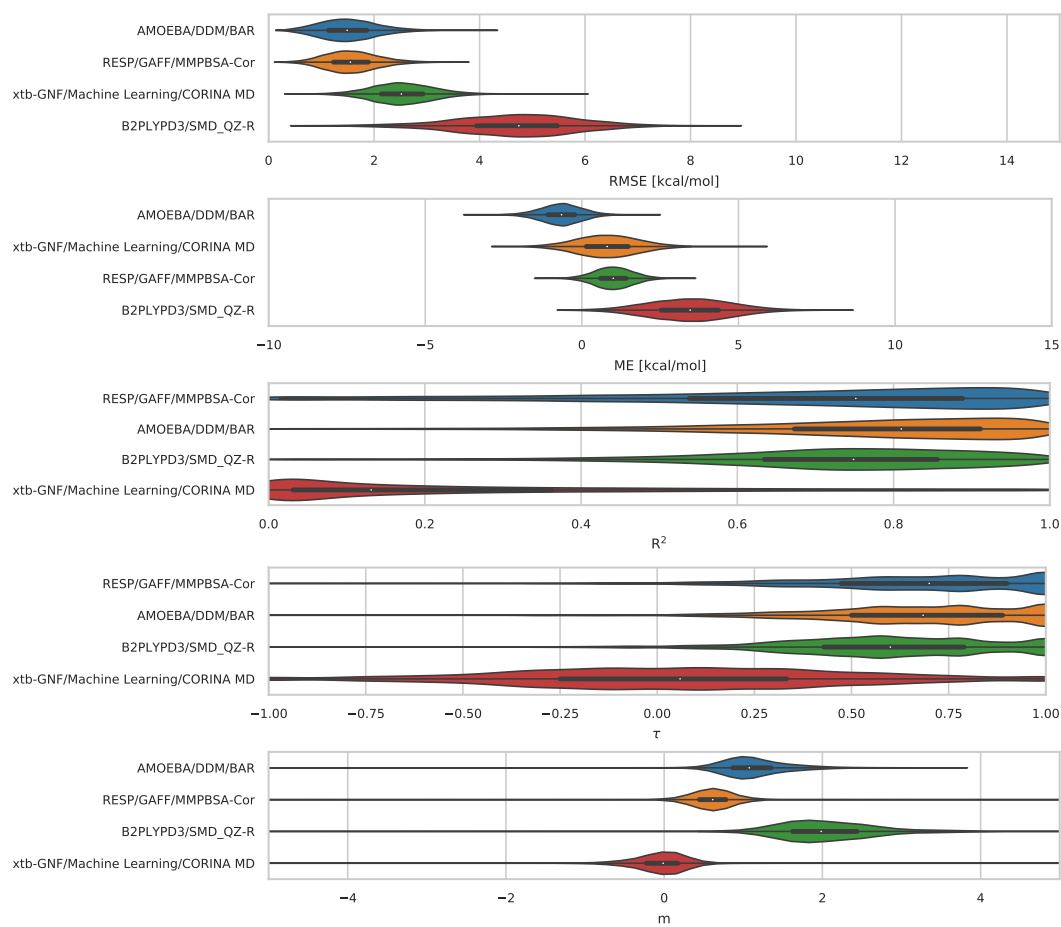 AMOEBA/DDM/BAR
RESP/GAFF/MMPBSA-Cor
xtb-GNF/Machine Learning/CORINA MD
B2PLYPD3/SMD_QZ-R
0 2 4 6 8 10 12 14
RMSE [kcal/mol]
AMOEBA/DDM/BAR
xtb-GNF/Machine Learning/CORINA MD
RESP/GAFF/MMPBSA-Cor
B2PLYPD3/SMD_QZ-R
−10 −5 0 5 10 15
ME [kcal/mol]
RESP/GAFF/MMPBSA-Cor
AMOEBA/DDM/BAR
B2PLYPD3/SMD_QZ-R
xtb-GNF/Machine Learning/CORINA MD
0.0 0.2 0.4 0.6 0.8 1.0
R²
RESP/GAFF/MMPBSA-Cor
AMOEBA/DDM/BAR
B2PLYPD3/SMD_QZ-R
xtb-GNF/Machine Learning/CORINA MD
−1.00 −0.75 −0.50 −0.25 0.00 0.25 0.50 0.75 1.00
τ
AMOEBA/DDM/BAR
RESP/GAFF/MMPBSA-Cor
B2PLYPD3/SMD_QZ-R
xtb-GNF/Machine Learning/CORINA MD
−4 −2 0 2 4
m